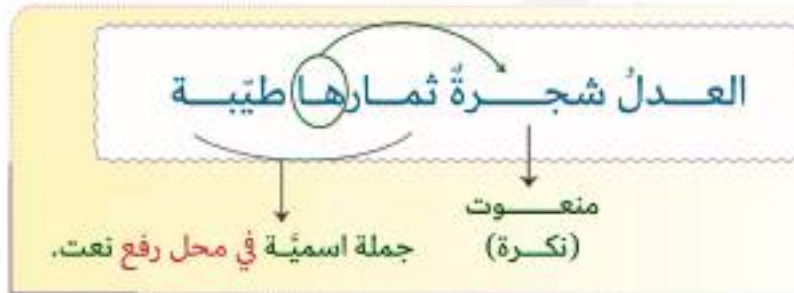 العدلُ شجرةٌ ثمارها طيّبة
منعوت
(نكرة)
جملة اسميَّة في محل رفع نعت.